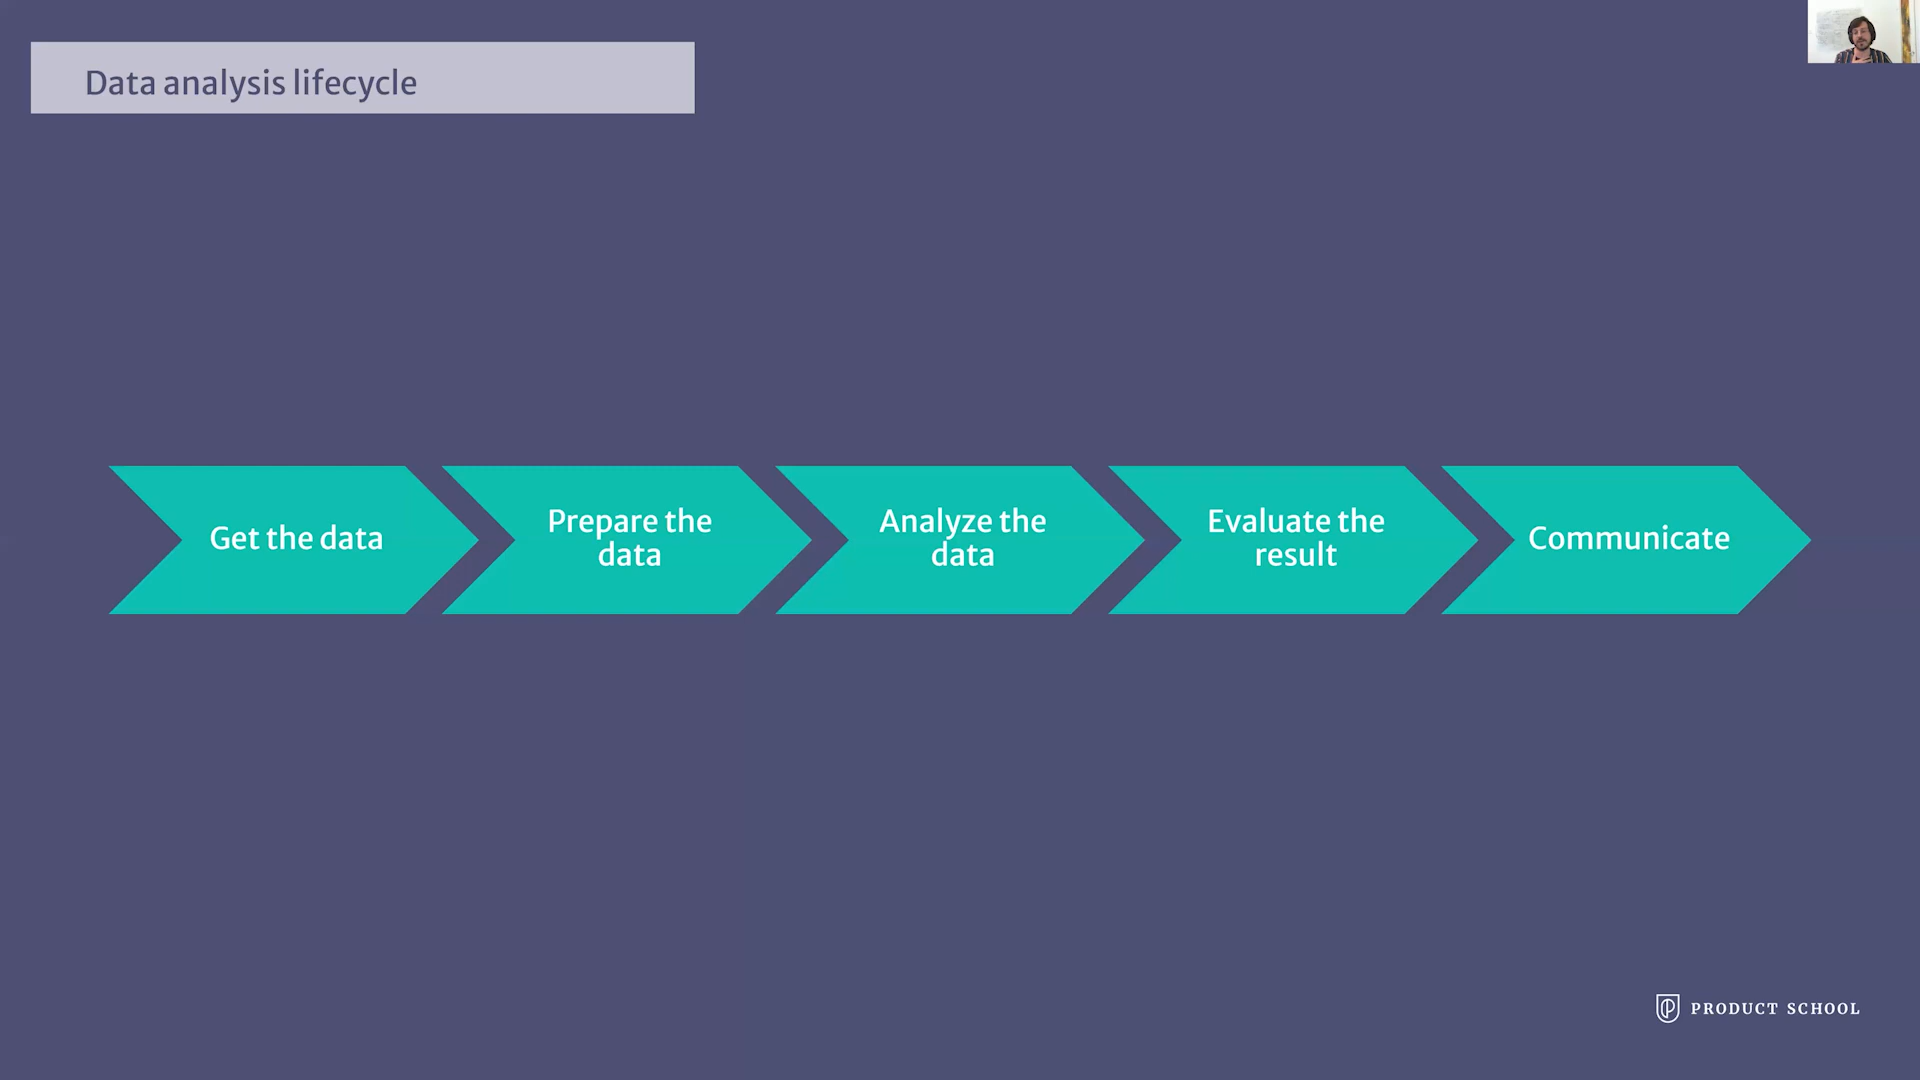 Data analysis lifecycle
Get the data
Prepare the
data
Analyze the
data
Evaluate the
result
Communicate
PRODUCT SCHOOL